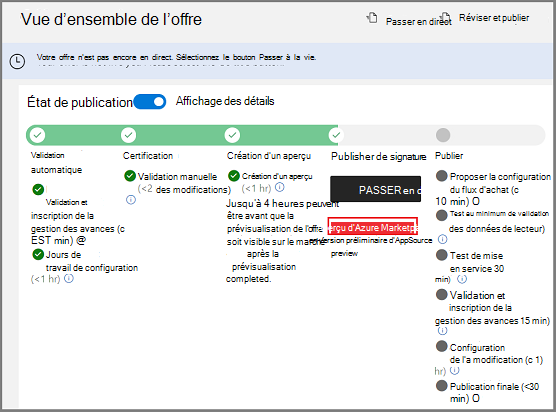 Vue d'ensemble de l'offre
Passer en direct
Réviser et publier
Votre offre n'est pas encore en direct. Sélectionnez le bouton Passer à la vie.
État de publication
Affichage des détails
Validation
automatique
Validation et
inscription de la
gestion des avances (c
EST min) @
Jours de
travail de configuration
(<1 hr)
Certification
Validation manuelle
(<2 des modifications)
Création d'un aperçu
Création d'un aperçu
(<1 hr)
Jusqu'à 4 heures peuvent
être avant que la
prévisualisation de l'offre
soit visible sur le marché
après la
prévisualisation
completed.
Publisher de signature
PASSER en d
perçu d'Azure Marketpa
version préliminaire d'AppSource
preview
Publier
Proposer la configuration
du flux d'achat (c
10 min) O
Test au minimum de validation
des données de lecteur)
Test de mise
en service 30
min)
Validation et
inscription de la
gestion des avances 15 min)
Configuration
de l'a modification (c 1)
hr)
Publication finale (<30
min) O